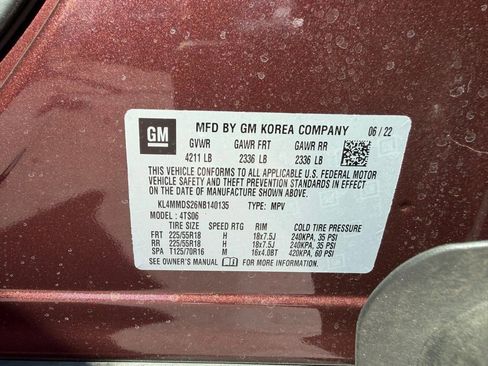 GM
MFD BY GM KOREA COMPANY 06/22
GVWR GAWR FRT GAWR RR
4211 LB 2336 LB 2336 LB
THIS VEHICLE CONFORMS TO ALL APPLICABLE U.S. FEDERAL MOTOR
VEHICLE SAFETY AND THEFT PREVENTION STANDARDS IN EFFECT
ON THE DATE OF MANUFACTURE SHOWN ABOVE.
KL4MMDS26NB140135 TYPE: MPV
MODEL : 4TS06
TIRE SIZE SPEED RTG RIM COLD TIRE PRESSURE
FRT 225/55R18 H 18x7.5J 240KPA, 35 PSI
RR 225/55R18 H 18x7.5J 240KPA, 35 PSI
SPA T125/70R16 M 16x4.0BT 420KPA, 60 PSI
SEE OWNER'S MANUAL FOR MORE INFORMATION.